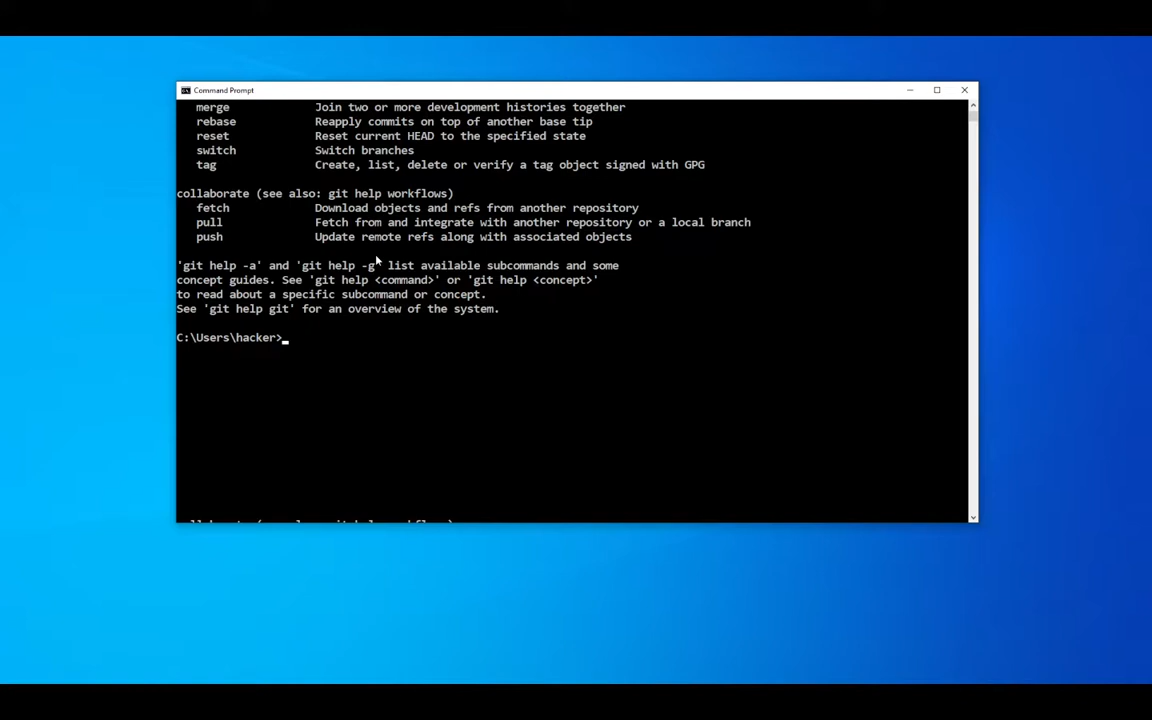 Command Prompt
merge Join two or more development histories together
rebase Reapply commits on top of another base tip
reset Reset current HEAD to the specified state
switch Switch branches
tag Create, list, delete or verify a tag object signed with GPG
collaborate (see also: git help workflows)
fetch Download objects and refs from another repository
pull Fetch from and integrate with another repository or a local branch
push Update remote refs along with associated objects
'git help -a' and 'git help -g' list available subcommands and some
concept guides. See 'git help <command>' or 'git help <concept>'
to read about a specific subcommand or concept.
See 'git help git' for an overview of the system.
C:\Users\hacker>